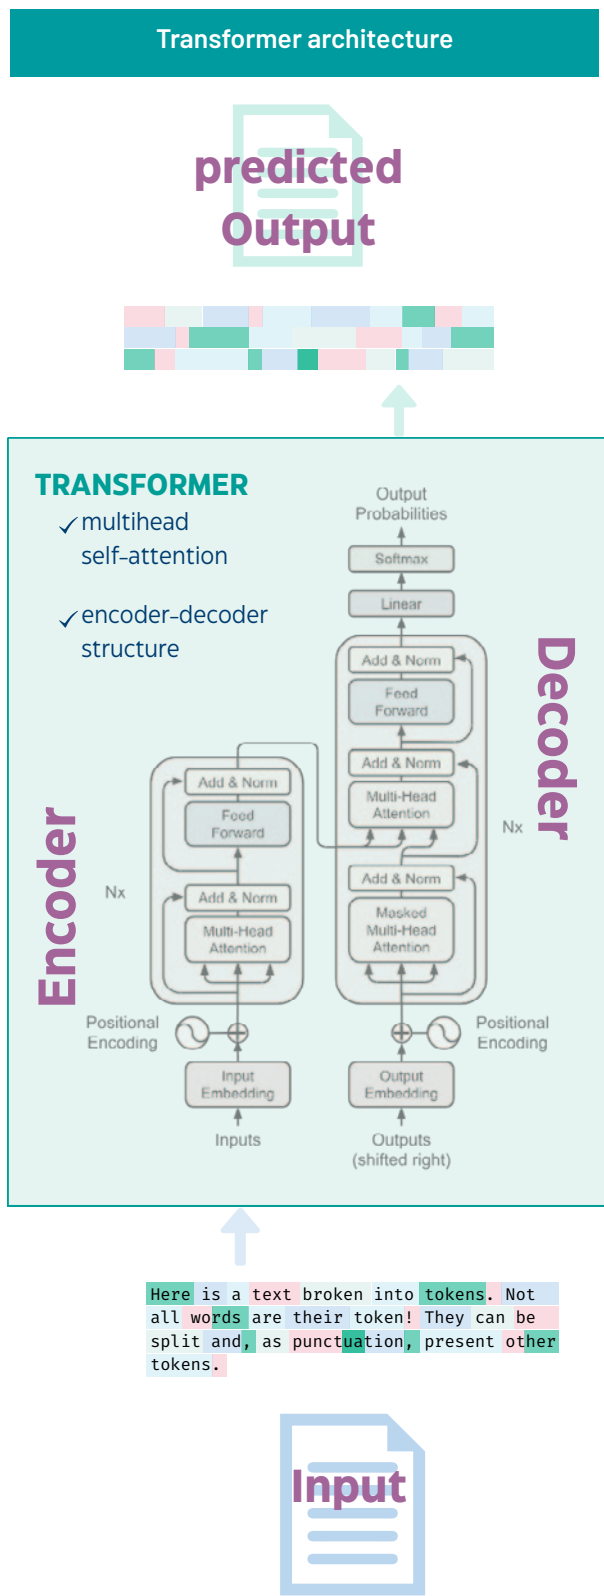 Transformer architecture
predicted
Output
TRANSFORMER
✓ multihead
self-attention
✓ encoder-decoder
structure
Output
Probabilities
Softmax
Linear
Decoder
Add & Norm
Feed
Forward
Add & Norm
Multi-Head
Attention
Nx
Add & Norm
Masked
Multi-Head
Attention
Encoder
Add & Norm
Feed
Forward
Nx
Add & Norm
Multi-Head
Attention
Positional
Encoding
Positional
Encoding
Input
Embedding
Output
Embedding
Inputs
Outputs
(shifted right)
Here is a text broken into tokens. Not
all words are their token! They can be
split and, as punctuation, present other
tokens.
Input